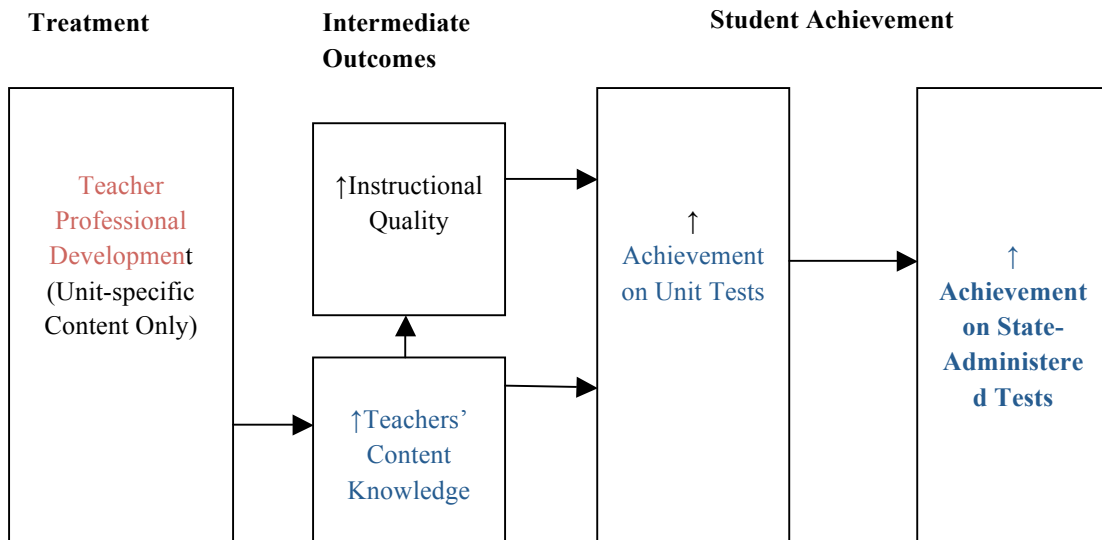 Treatment
Intermediate
Outcomes
Student Achievement
Teacher
Professional
Development
(Unit-specific
Content Only)
↑Instructional
Quality
↑Teachers’
Content
Knowledge
↑
Achievement
on Unit Tests
↑
Achievement
on State-
Administere
d Tests